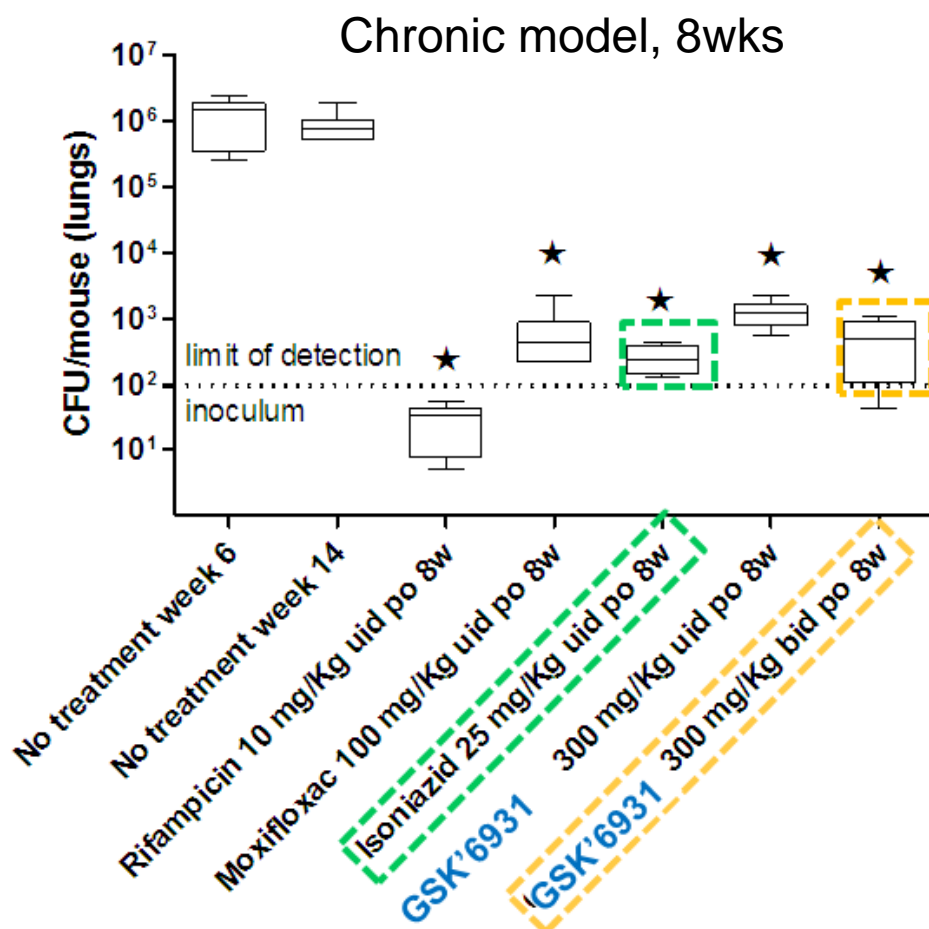 Chronic model, 8wks
CFU/mouse (lungs)
10⁷
10⁶
10⁵
10⁴
10³
10²
10¹
limit of detection
inoculum
No treatment week 6
No treatment week 14
Rifampicin 10 mg/Kg uid po 8w
Moxifloxac 100 mg/Kg uid po 8w
Isoniazid 25 mg/Kg uid po 8w
GSK'6931 300 mg/Kg uid po 8w
GSK'6931 300 mg/Kg bid po 8w